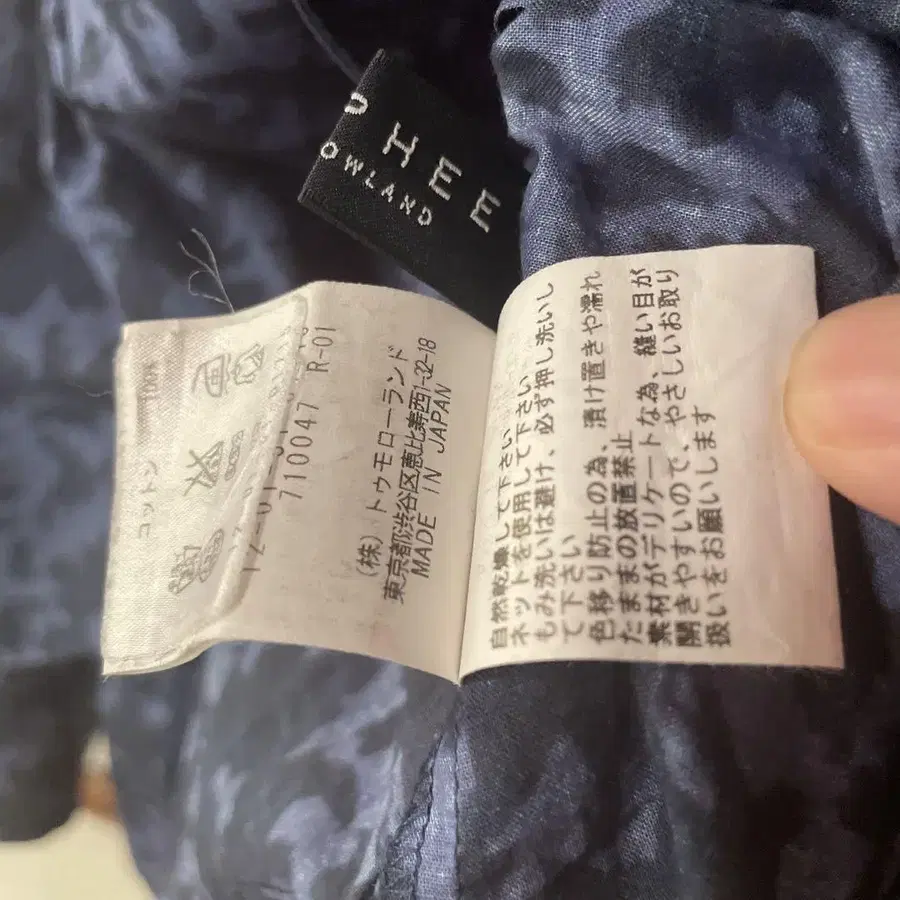 HEE
OWLAND
コットン 100%
710047 R-01
(株) トゥモローランド
東京都渋谷区恵比寿西1-32-18
MADE IN JAPAN
自然乾燥して下さい
ネットを使用して下さい
もみ洗いは避け、必ず押し洗いし
て下さい
色移り防止の為、漬け置きや濡れ
たままの放置禁止
素材がデリケートな為、縫い目が
開きやすいので、やさしいお取り
扱いをお願いします